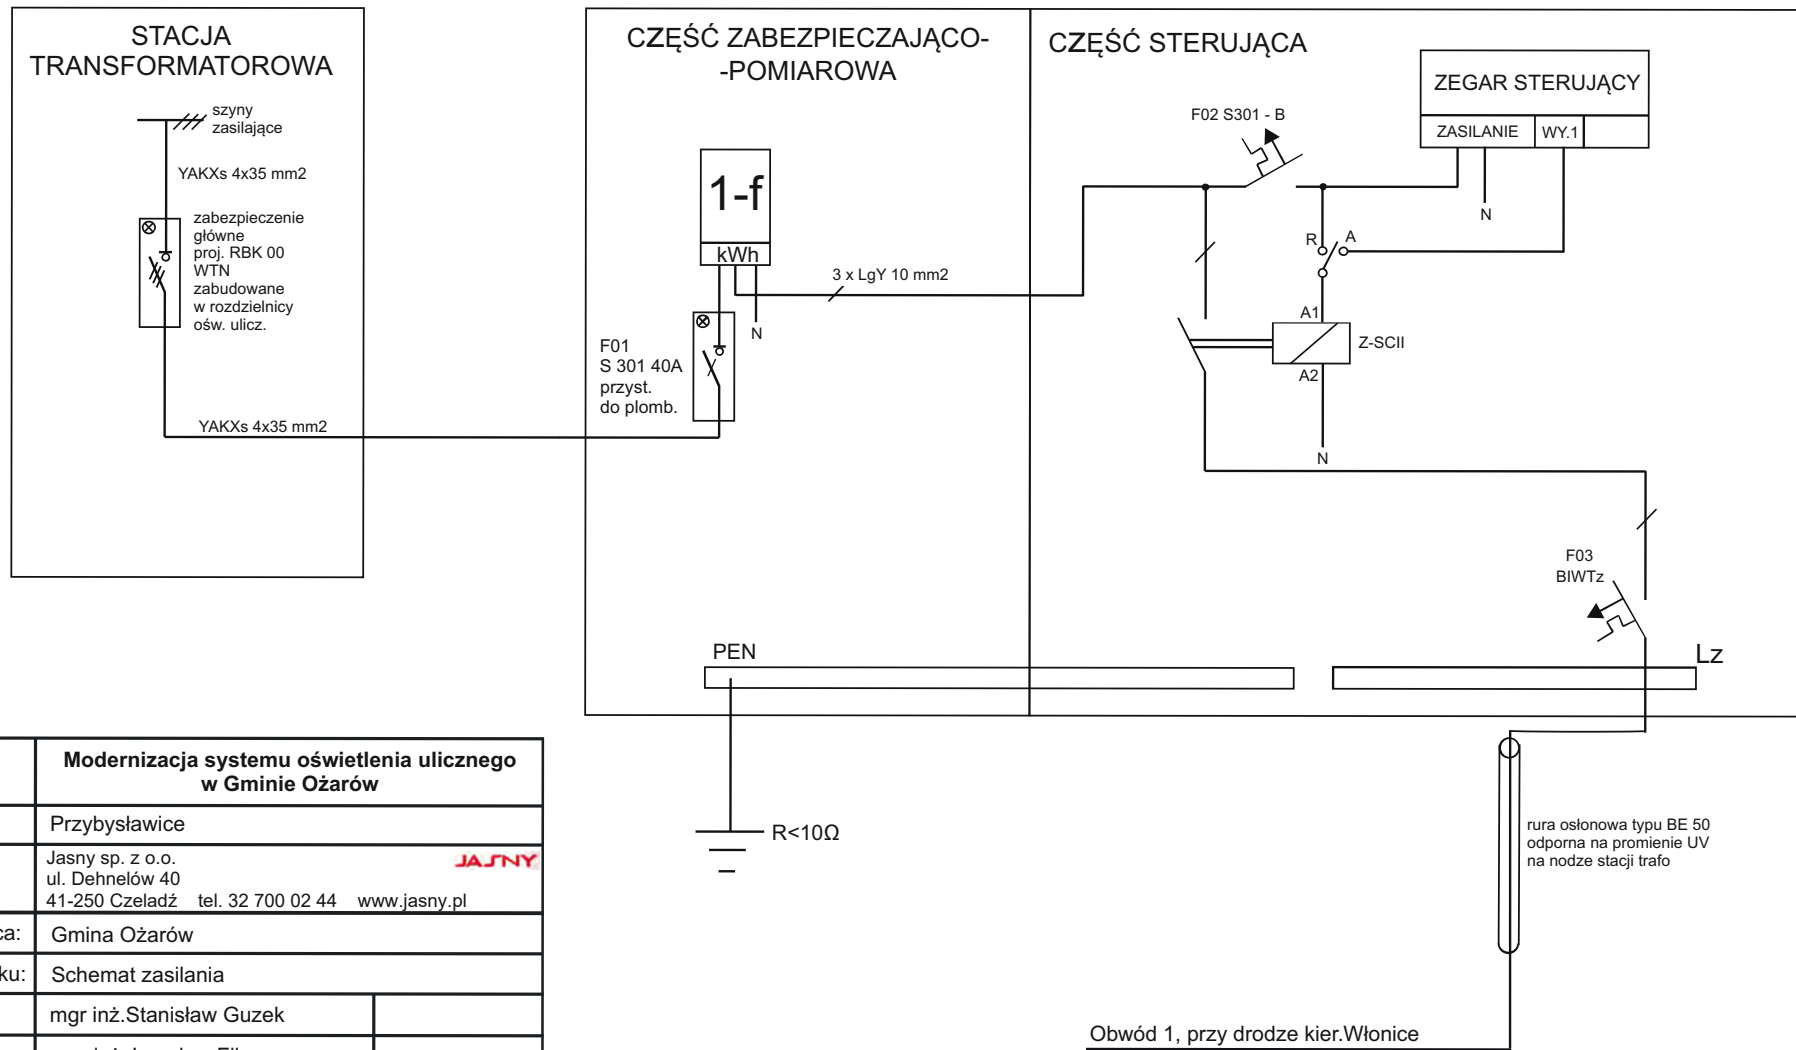 STACJA
TRANSFORMATOROWA
szyny
zasilające
YAKXs 4x35 mm2
zabezpieczenie
główne
proj. RBK 00
WTN
zabudowane
w rozdzielnicy
ośw. ulicz.
YAKXs 4x35 mm2
CZĘŚĆ ZABEZPIECZAJĄCO-
-POMIAROWA
1-f
kWh
N
F01
S 301 40A
przyst.
do plomb.
3 x LgY 10 mm2
CZĘŚĆ STERUJĄCA
F02 S301 - B
ZEGAR STERUJĄCY
ZASILANIE WY.1
N
R A
A1
Z-SCII
A2
N
F03
BIWTz
PEN
Lz
R<10Ω
rura osłonowa typu BE 50
odporna na promienie UV
na nodze stacji trafo
Obwód 1, przy drodze kier.Włonice
Modernizacja systemu oświetlenia ulicznego
w Gminie Ożarów
Przybysławice
Jasny sp. z o.o.
JASNY
ul. Dehnelów 40
41-250 Czeladź tel. 32 700 02 44 www.jasny.pl
ca: Gmina Ożarów
ku: Schemat zasilania
mgr inż.Stanisław Guzek